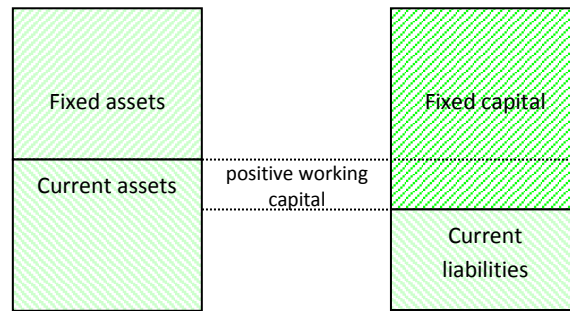 Fixed assets
Fixed capital
Current assets
positive working
capital
Current
liabilities